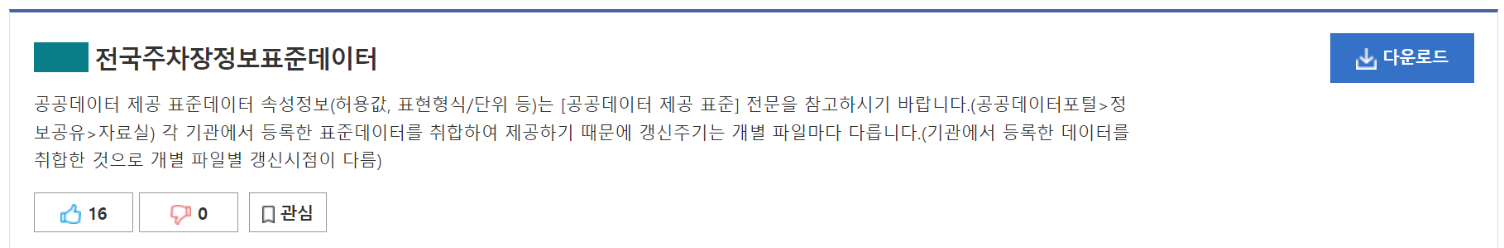 전국주차장정보표준데이터
다운로드
공공데이터 제공 표준데이터 속성정보(허용값, 표현형식/단위 등)는 [공공데이터 제공 표준] 전문을 참고하시기 바랍니다.(공공데이터포털>정
보공유>자료실) 각 기관에서 등록한 표준데이터를 취합하여 제공하기 때문에 갱신주기는 개별 파일마다 다릅니다.(기관에서 등록한 데이터를
취합한 것으로 개별 파일별 갱신시점이 다름)
16 0 관심